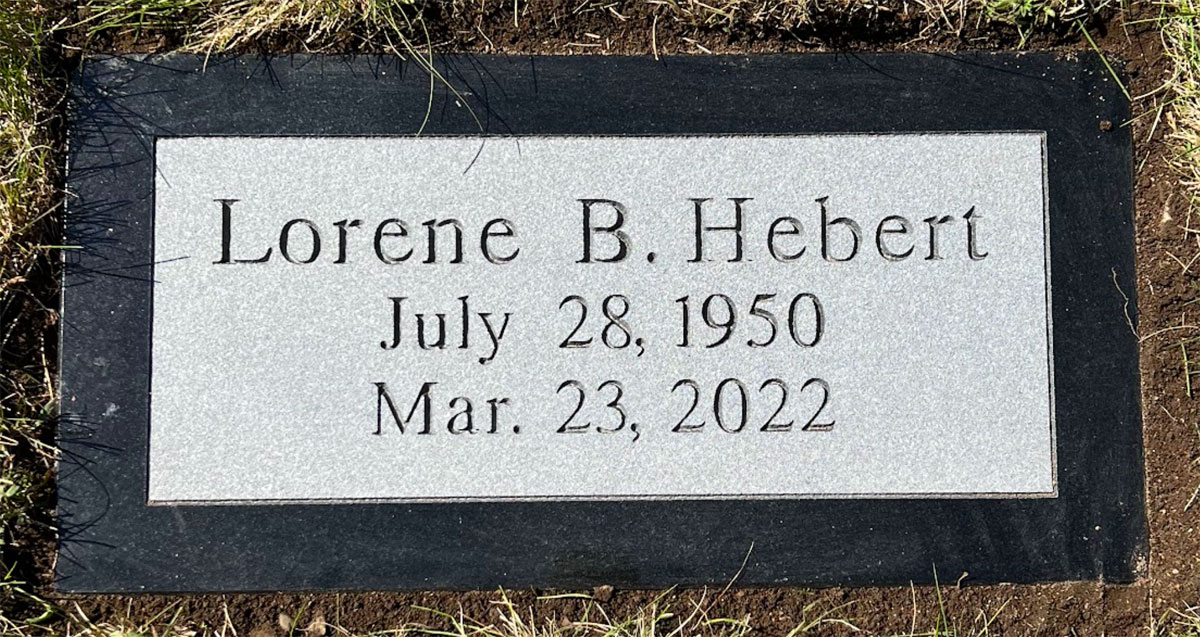 Lorene B. Hebert
July 28, 1950
Mar. 23, 2022